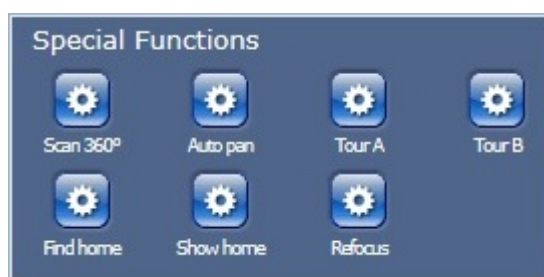 Special Functions
Scan 360º Auto pan Tour A Tour B
Find home Show home Refocus